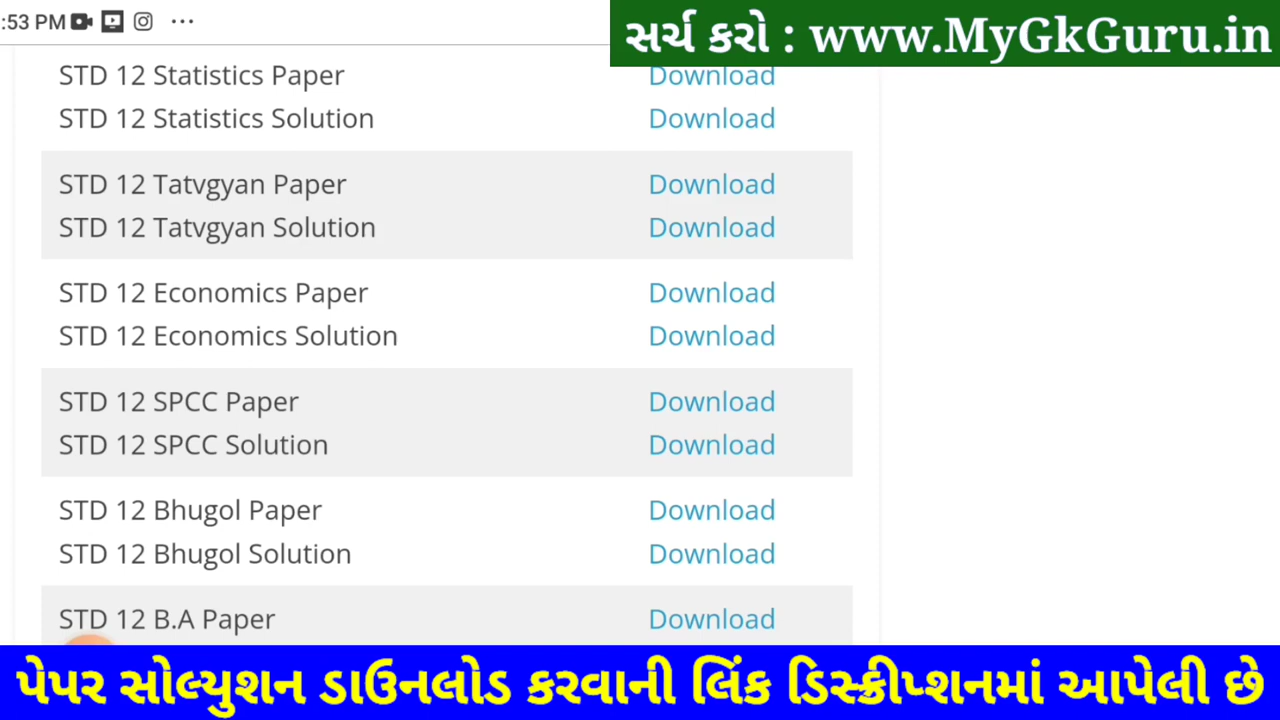 :53 PM
સર્ચ કરો : www.MyGkGuru.in
STD 12 Statistics Paper Download
STD 12 Statistics Solution Download
STD 12 Tatvgyan Paper Download
STD 12 Tatvgyan Solution Download
STD 12 Economics Paper Download
STD 12 Economics Solution Download
STD 12 SPCC Paper Download
STD 12 SPCC Solution Download
STD 12 Bhugol Paper Download
STD 12 Bhugol Solution Download
STD 12 B.A Paper Download
પેપર સોલ્યુશન ડાઉનલોડ કરવાની લિંક ડિસ્ક્રીપ્શનમાં આપેલી છે